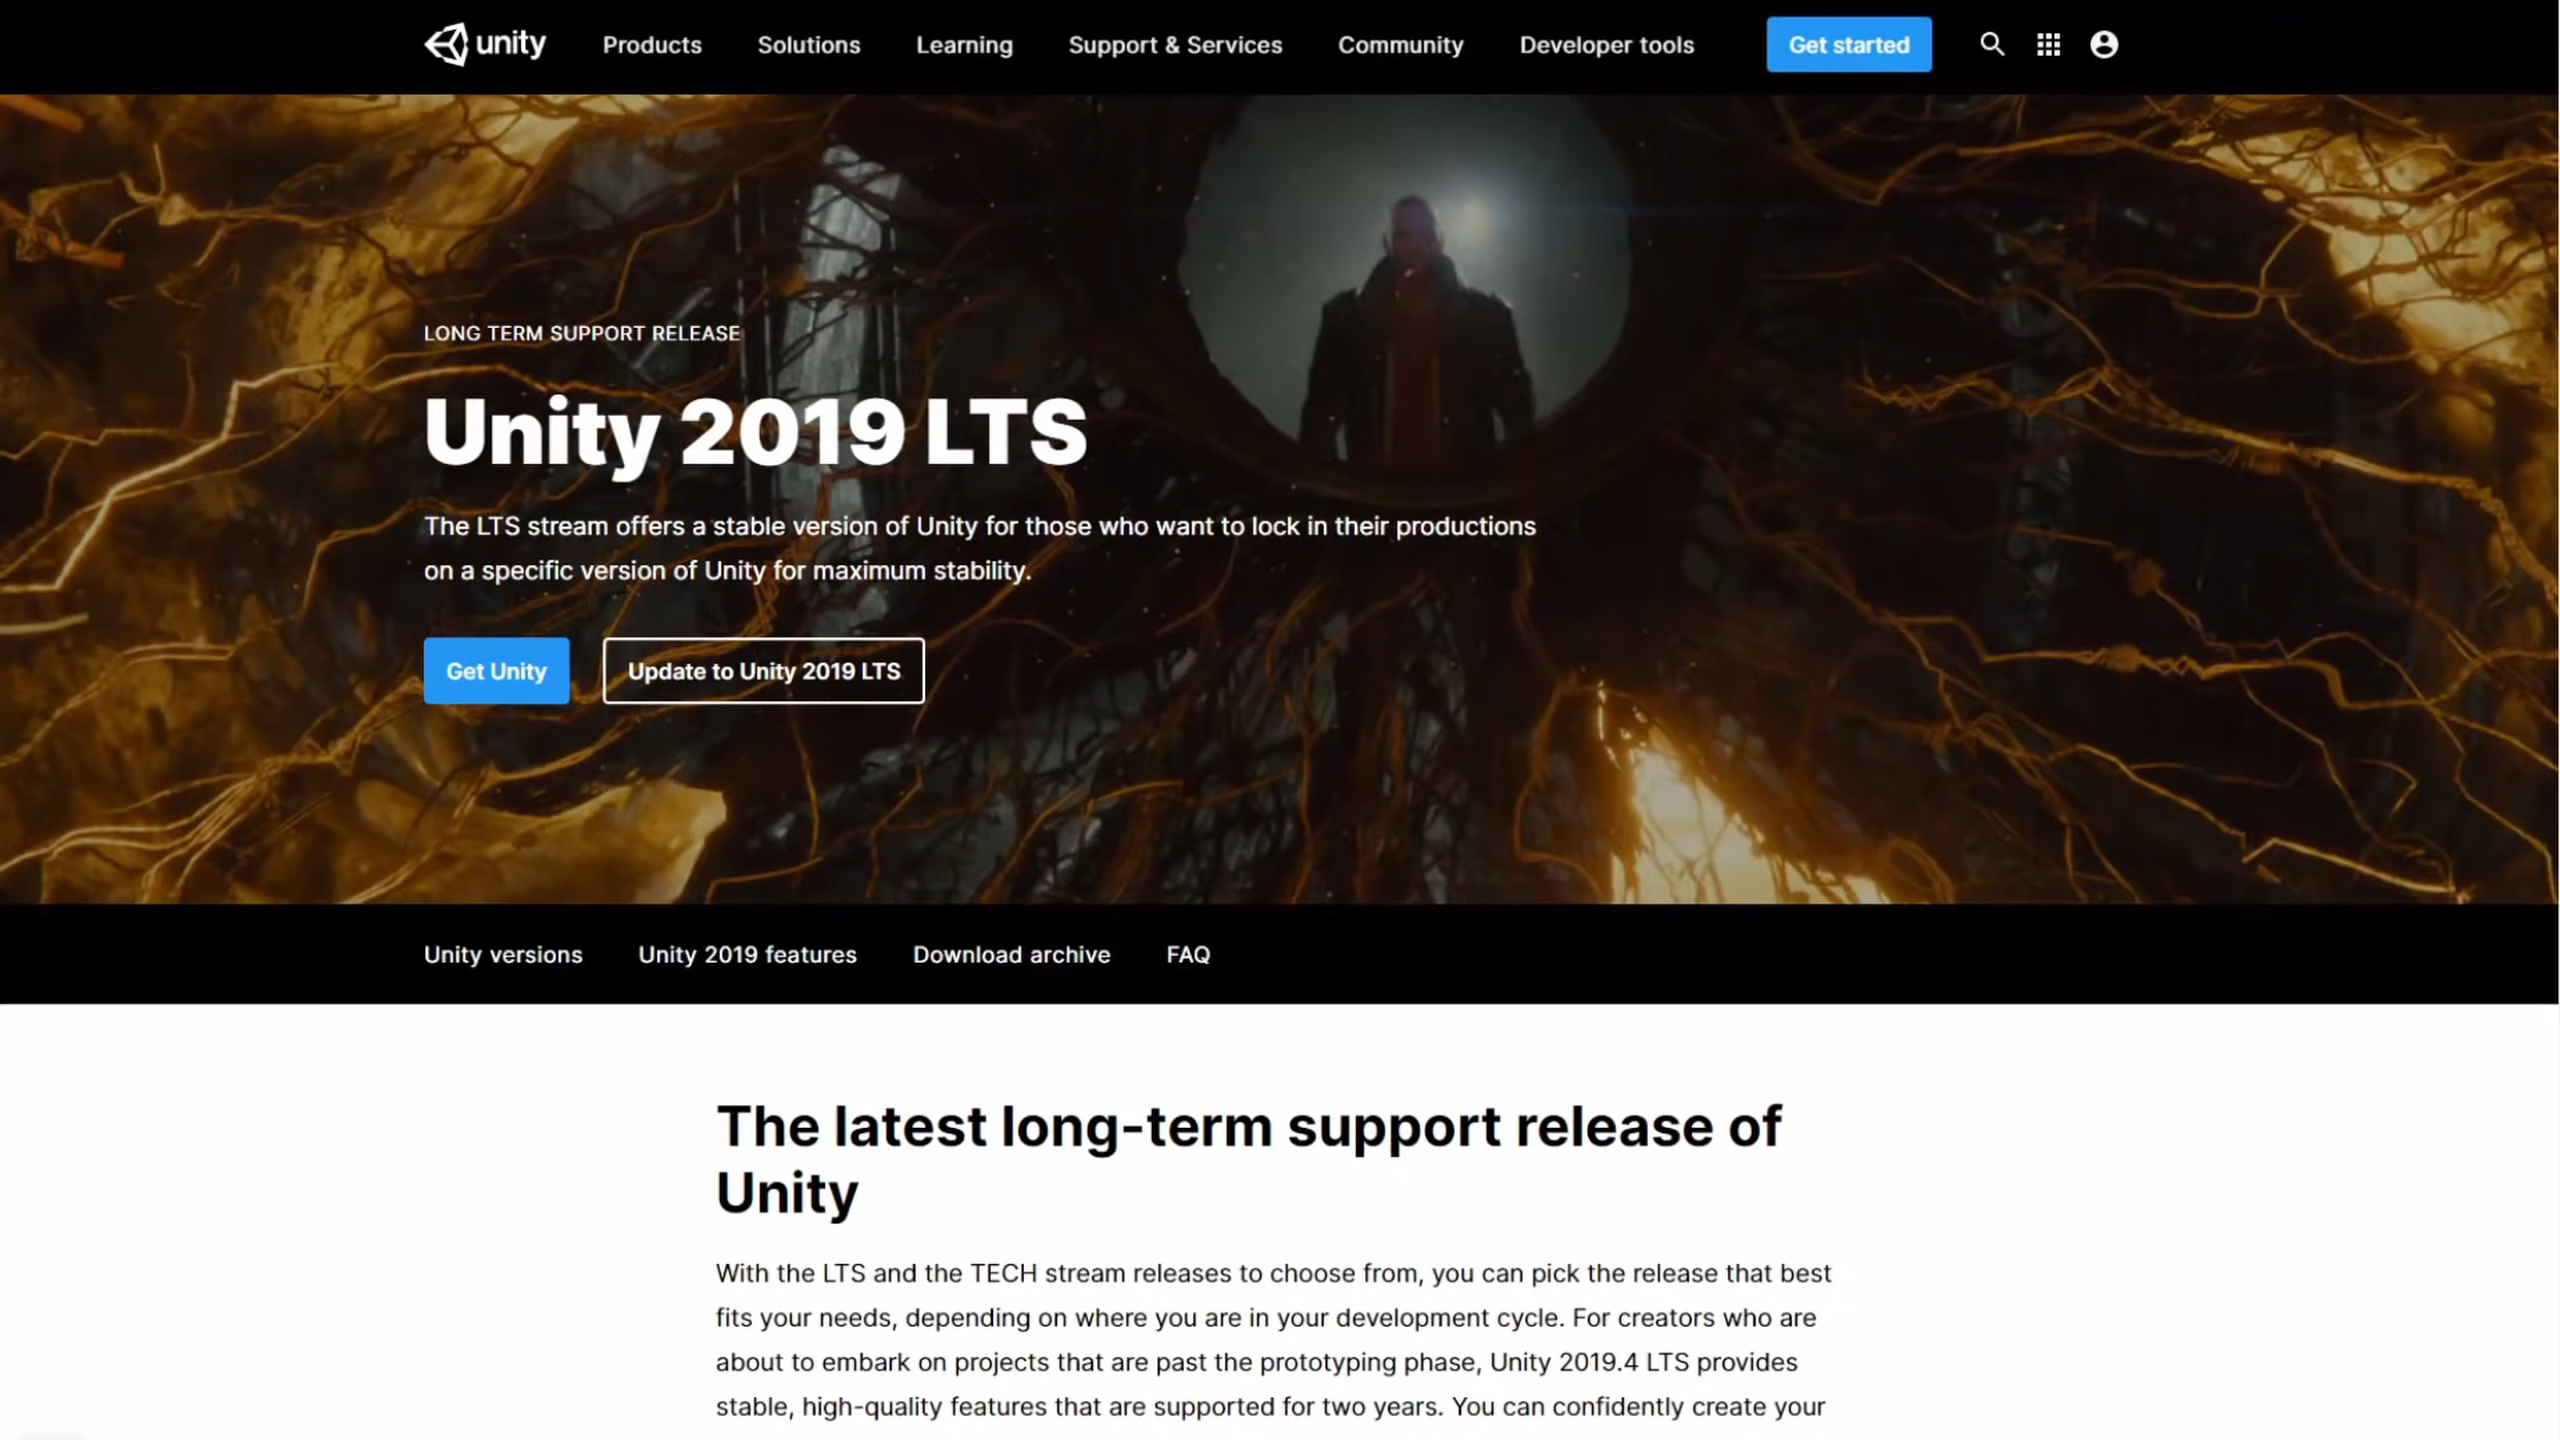 unity Products Solutions Learning Support & Services Community Developer tools Get started
LONG TERM SUPPORT RELEASE
Unity 2019 LTS
The LTS stream offers a stable version of Unity for those who want to lock in their productions
on a specific version of Unity for maximum stability.
Get Unity Update to Unity 2019 LTS
Unity versions Unity 2019 features Download archive FAQ
The latest long-term support release of
Unity
With the LTS and the TECH stream releases to choose from, you can pick the release that best
fits your needs, depending on where you are in your development cycle. For creators who are
about to embark on projects that are past the prototyping phase, Unity 2019.4 LTS provides
stable, high-quality features that are supported for two years. You can confidently create your